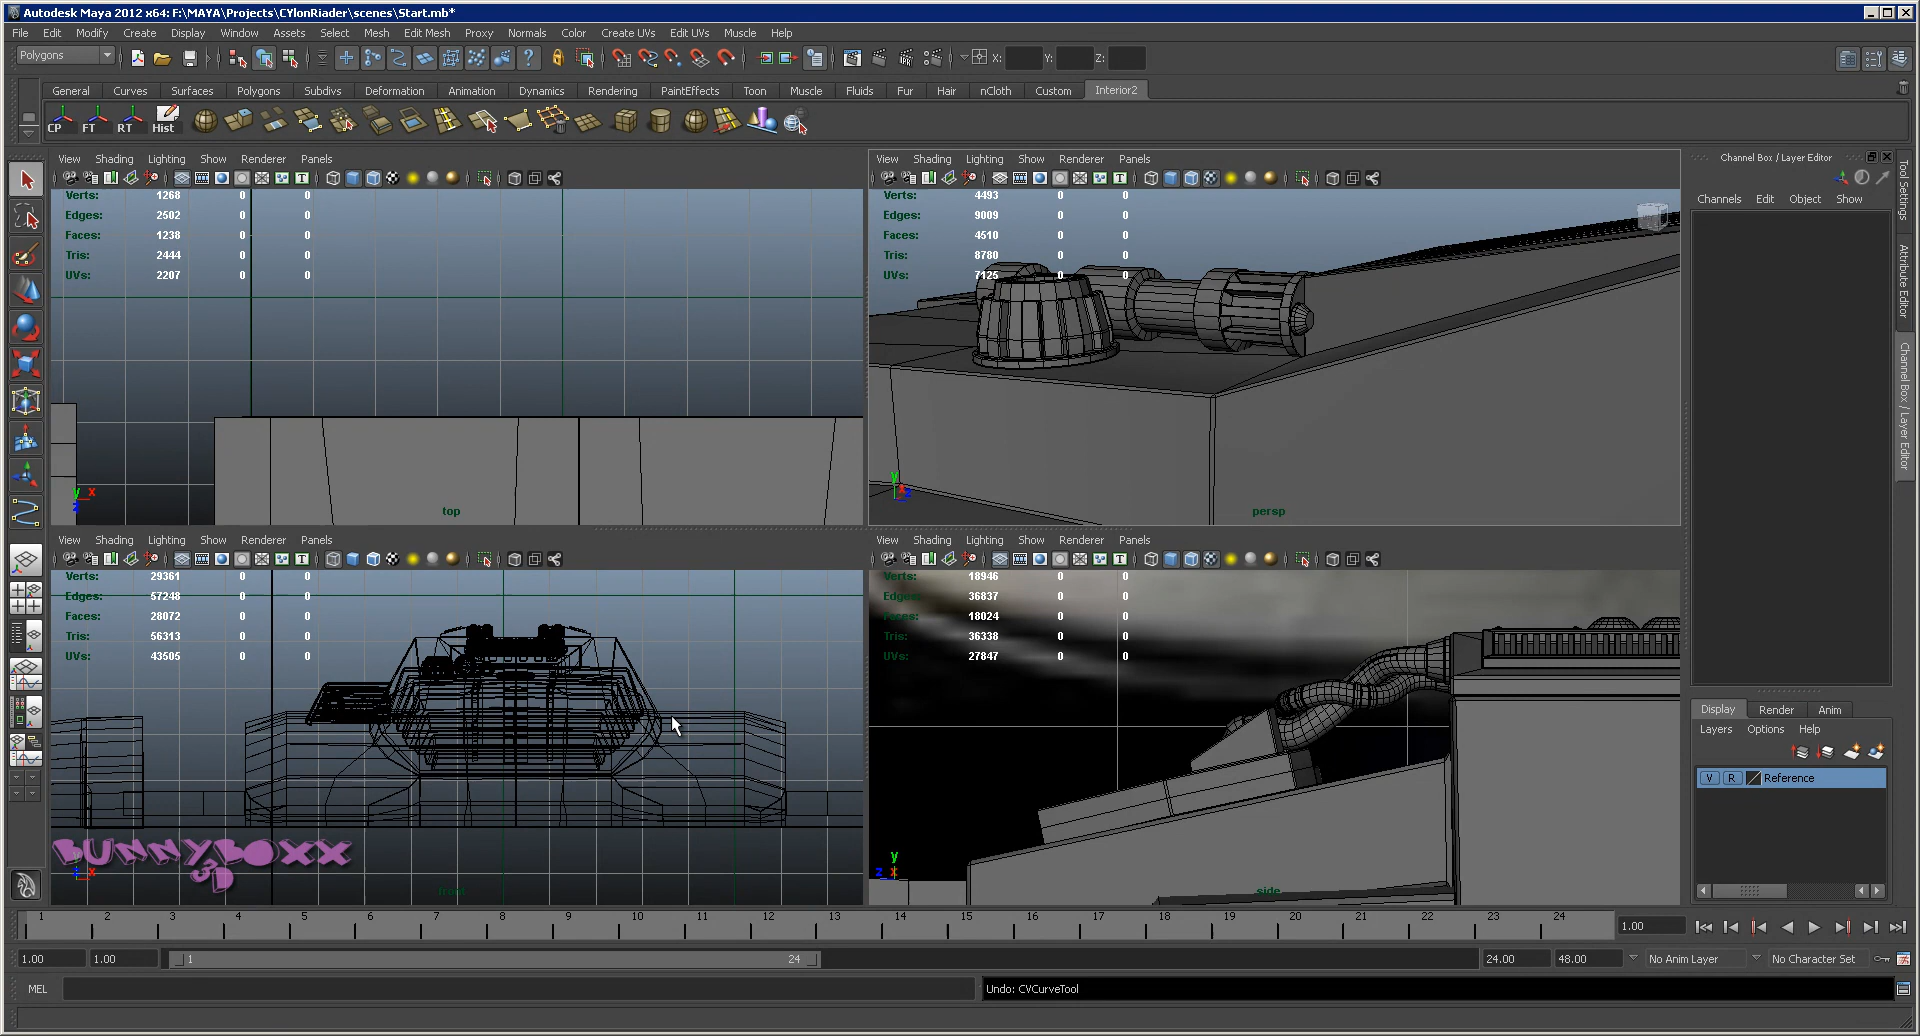 Autodesk Maya 2012 x64: F:\MAYA\Projects\CYlonRiader\scenes\Start.mb*
File Edit Modify Create Display Window Assets Select Mesh Edit Mesh Proxy Normals Color Create UVs Edit UVs Muscle Help
Polygons X: Y: Z:
General Curves Surfaces Polygons Subdivs Deformation Animation Dynamics Rendering PaintEffects Toon Muscle Fluids Fur Hair nCloth Custom Interior2
CP FT RT Hist
View Shading Lighting Show Renderer Panels
Verts: 1268 0 0
Edges: 2502 0 0
Faces: 1238 0 0
Tris: 2444 0 0
UVs: 2207 0 0
y x
z
top
View Shading Lighting Show Renderer Panels
Verts: 4493 0 0
Edges: 9009 0 0
Faces: 4510 0 0
Tris: 8780 0 0
UVs: 7125 0 0
y
x z
persp
View Shading Lighting Show Renderer Panels
Verts: 29361 0 0
Edges: 57248 0 0
Faces: 28072 0 0
Tris: 56313 0 0
UVs: 43505 0 0
BUNNYBOXX
3D
x
front
View Shading Lighting Show Renderer Panels
Verts: 18946 0 0
Edges: 36837 0 0
Faces: 18024 0 0
Tris: 36338 0 0
UVs: 27847 0 0
y
z x
side
Channel Box / Layer Editor
Channels Edit Object Show
Tool Settings
Attribute Editor
Channel Box / Layer Editor
Display Render Anim
Layers Options Help
V R Reference
1 2 3 4 5 6 7 8 9 10 11 12 13 14 15 16 17 18 19 20 21 22 23 24 1.00
1.00 1.00 1 24 24.00 48.00 No Anim Layer No Character Set
MEL Undo: CVCurveTool